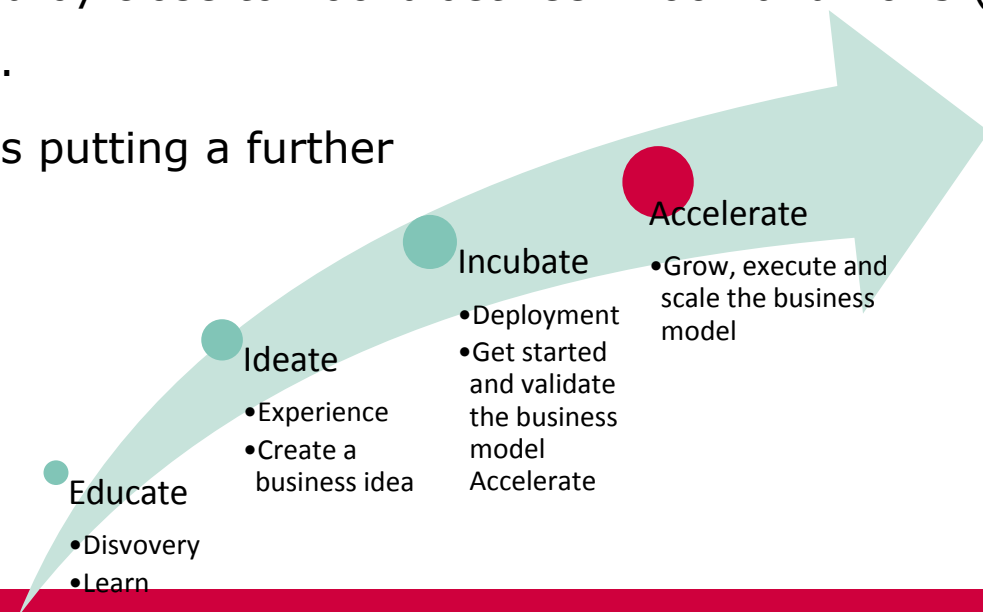 .
s putting a further
Accelerate
•Grow, execute and
scale the business
model
Incubate
•Deployment
•Get started
and validate
the business
model
Accelerate
Ideate
•Experience
•Create a
business idea
Educate
•Disvovery
•Learn